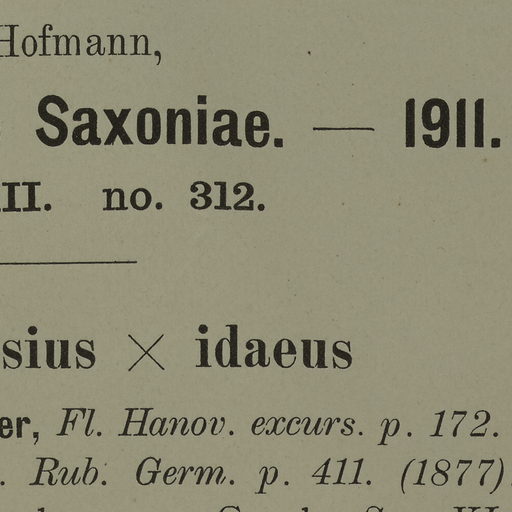 Hofmann,
Saxoniae. — 1911.
II. no. 312.
sius × idaeus
er, Fl. Hanov. excurs. p. 172.
. Rub. Germ. p. 411. (1877)